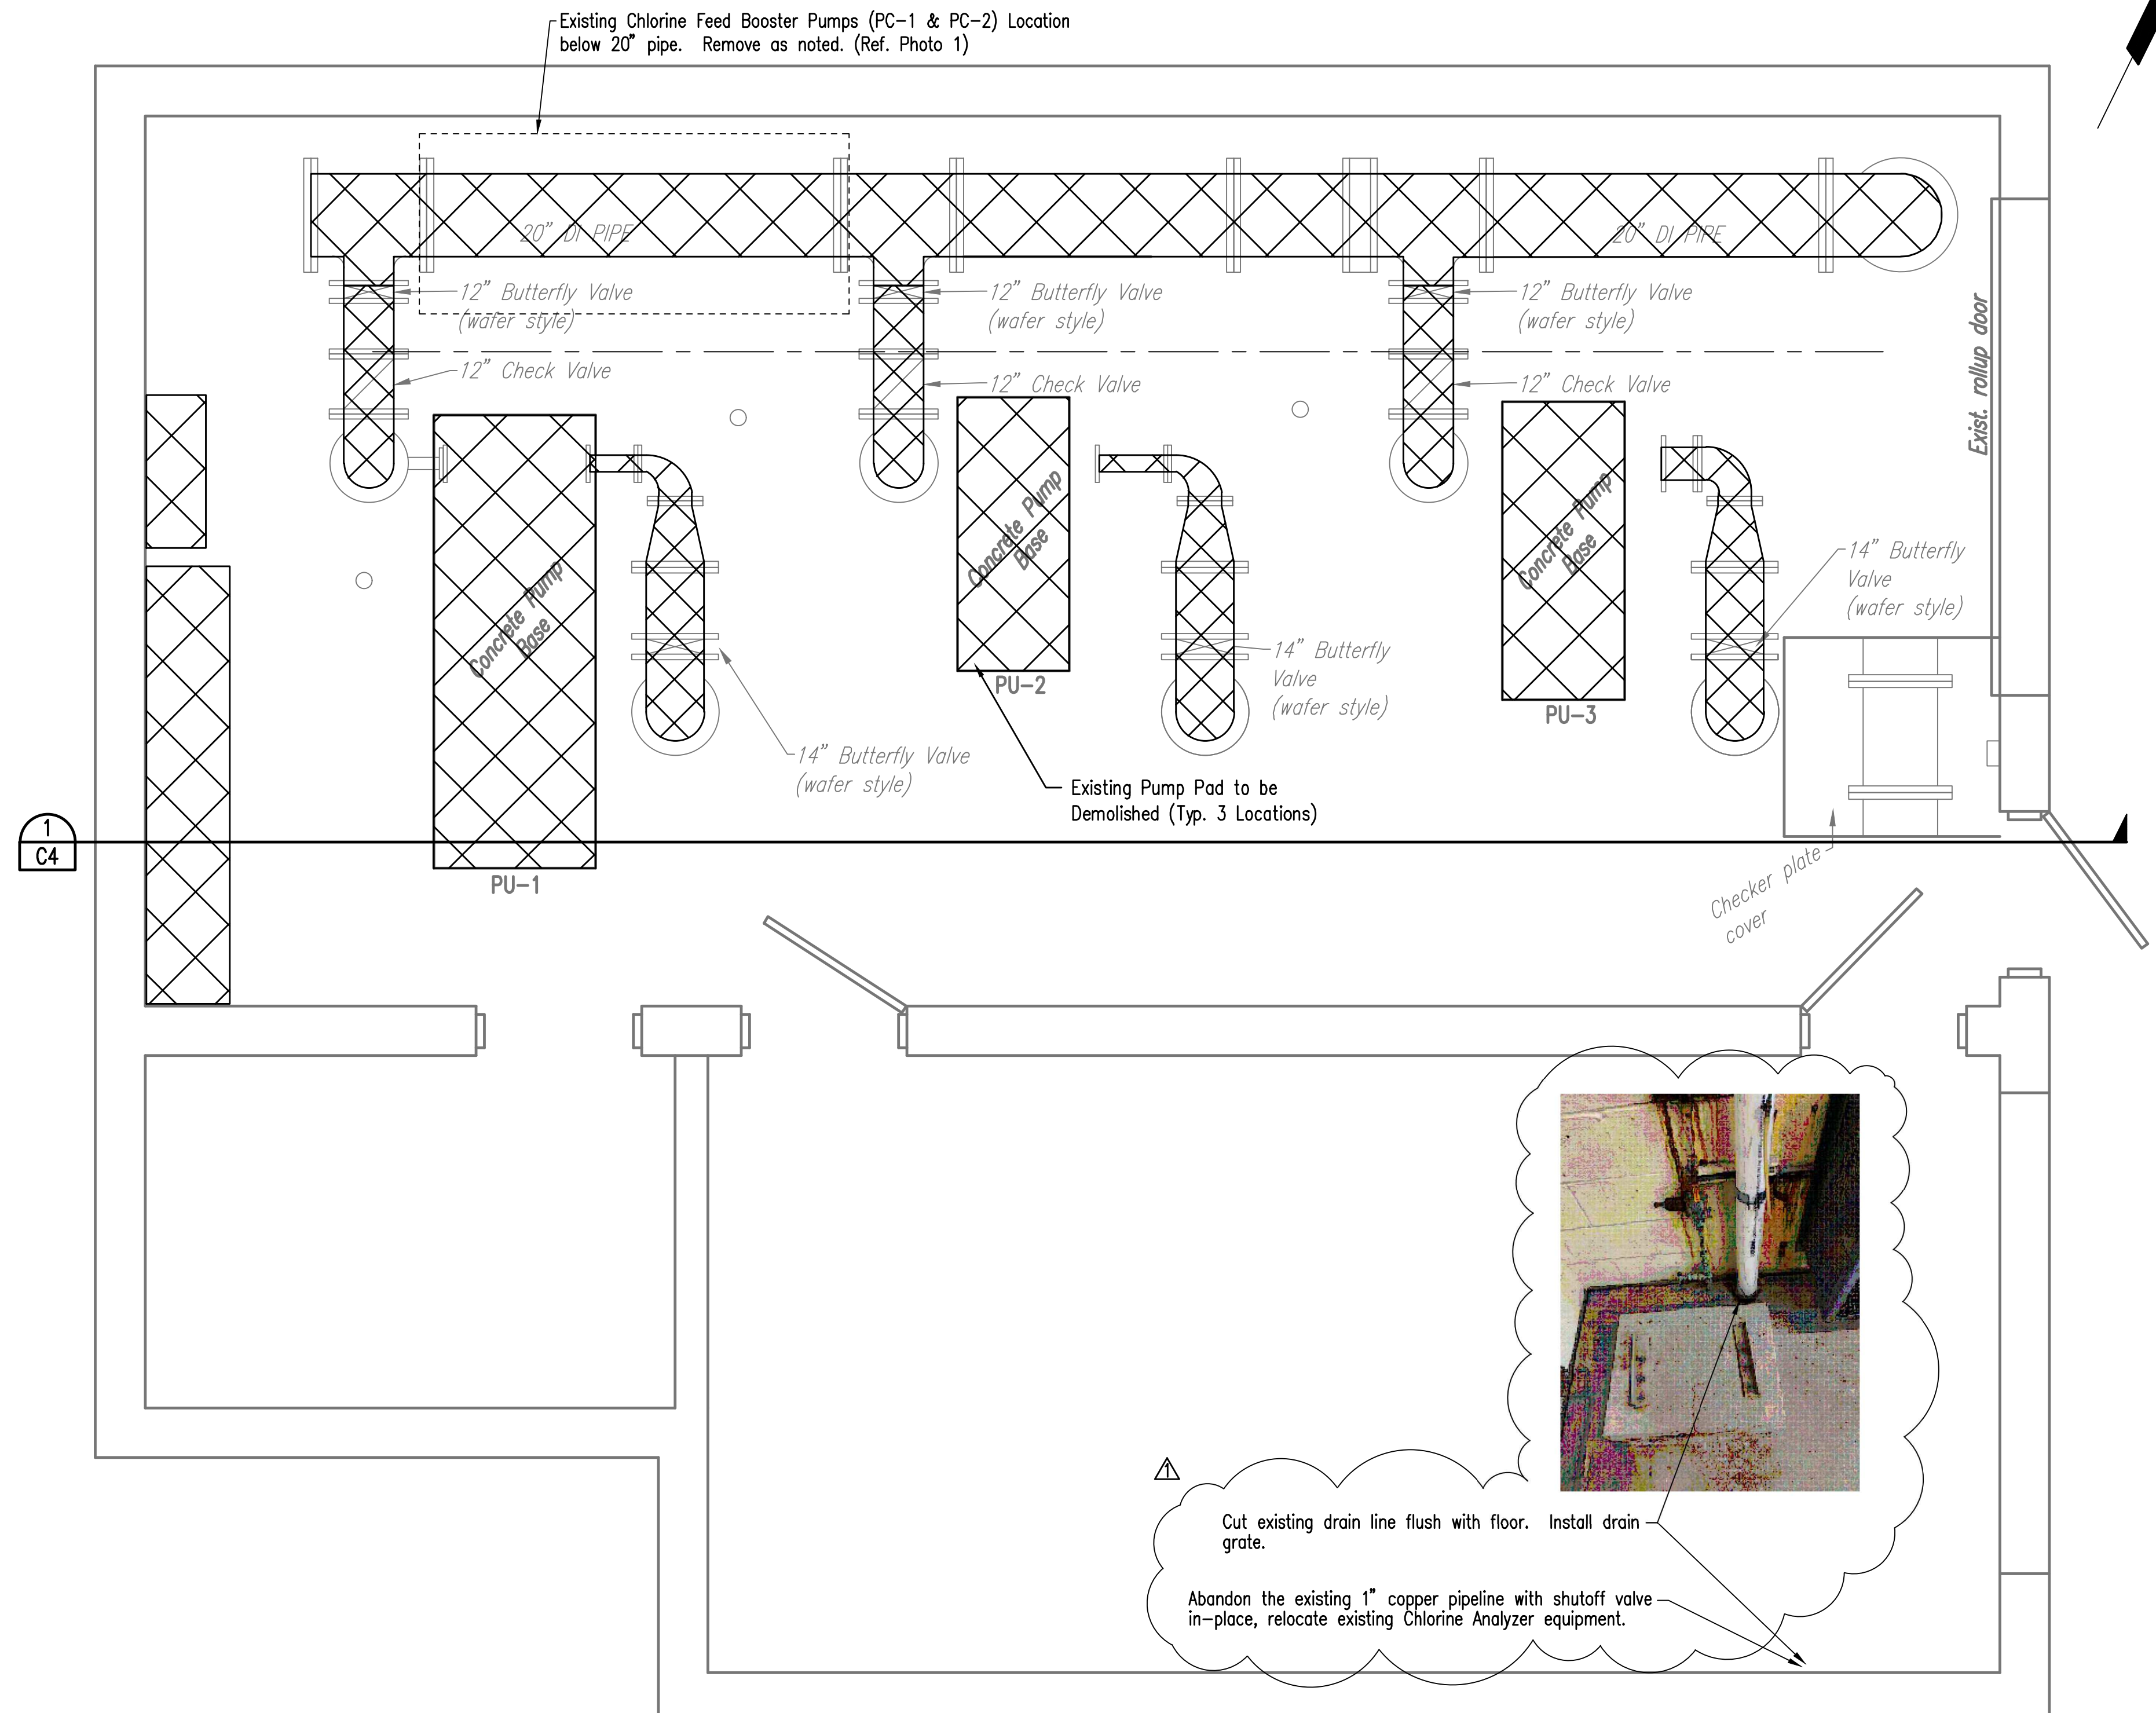 Existing Chlorine Feed Booster Pumps (PC-1 & PC-2) Location
below 20" pipe. Remove as noted. (Ref. Photo 1)
20" DI PIPE
20" DI PIPE
12" Butterfly Valve
(wafer style)
12" Butterfly Valve
(wafer style)
12" Butterfly Valve
(wafer style)
12" Check Valve
12" Check Valve
12" Check Valve
Exist. rollup door
Concrete Pump
Base
Concrete Pump
Base
Concrete Pump
Base
14" Butterfly
Valve
(wafer style)
14" Butterfly
Valve
(wafer style)
PU-2
PU-3
14" Butterfly Valve
(wafer style)
Existing Pump Pad to be
Demolished (Typ. 3 Locations)
1
C4
PU-1
Checker plate
cover
1
Cut existing drain line flush with floor. Install drain
grate.
Abandon the existing 1" copper pipeline with shutoff valve
in-place, relocate existing Chlorine Analyzer equipment.